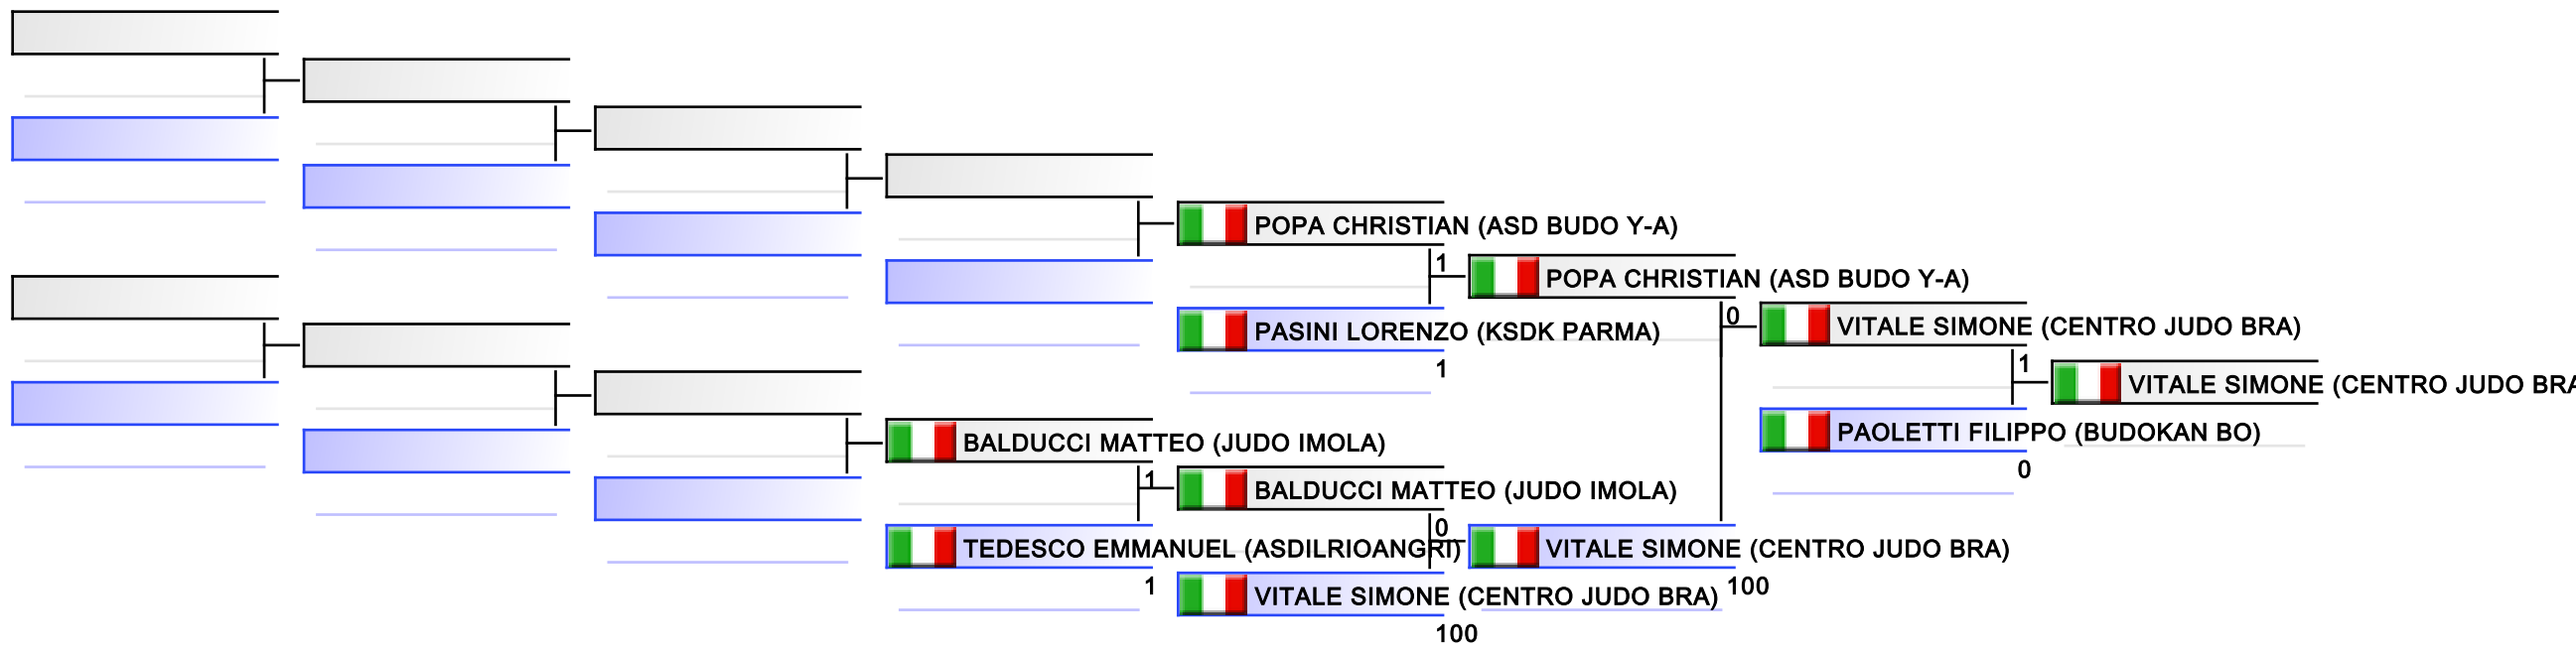 POPA CHRISTIAN (ASD BUDO Y-A)
1
POPA CHRISTIAN (ASD BUDO Y-A)
0
PASINI LORENZO (KSDK PARMA)
1
VITALE SIMONE (CENTRO JUDO BRA)
1
VITALE SIMONE (CENTRO JUDO BRA
PAOLETTI FILIPPO (BUDOKAN BO)
0
BALDUCCI MATTEO (JUDO IMOLA)
1
BALDUCCI MATTEO (JUDO IMOLA)
0
TEDESCO EMMANUEL (ASDILRIOANGRI)
1
VITALE SIMONE (CENTRO JUDO BRA)
100
VITALE SIMONE (CENTRO JUDO BRA)
100